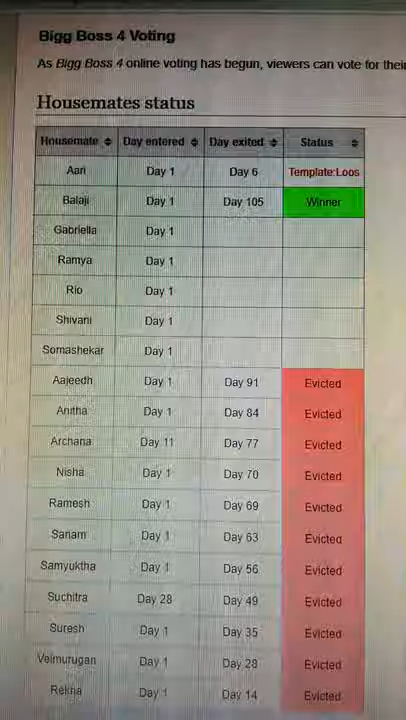 Bigg Boss 4 Voting
As Bigg Boss 4 online voting has begun, viewers can vote for their
Housemates status
Housemate Day entered Day exited Status
Aari Day 1 Day 6 Template:Loos
Balaji Day 1 Day 105 Winner
Gabriella Day 1
Ramya Day 1
Rio Day 1
Shivani Day 1
Somashekar Day 1
Aajeedh Day 1 Day 91 Evicted
Anitha Day 1 Day 84 Evicted
Archana Day 11 Day 77 Evicted
Nisha Day 1 Day 70 Evicted
Ramesh Day 1 Day 69 Evicted
Sanam Day 1 Day 63 Evicted
Samyuktha Day 1 Day 56 Evicted
Suchitra Day 28 Day 49 Evicted
Suresh Day 1 Day 35 Evicted
Velmurugan Day 1 Day 28 Evicted
Rekha Day 1 Day 14 Evicted